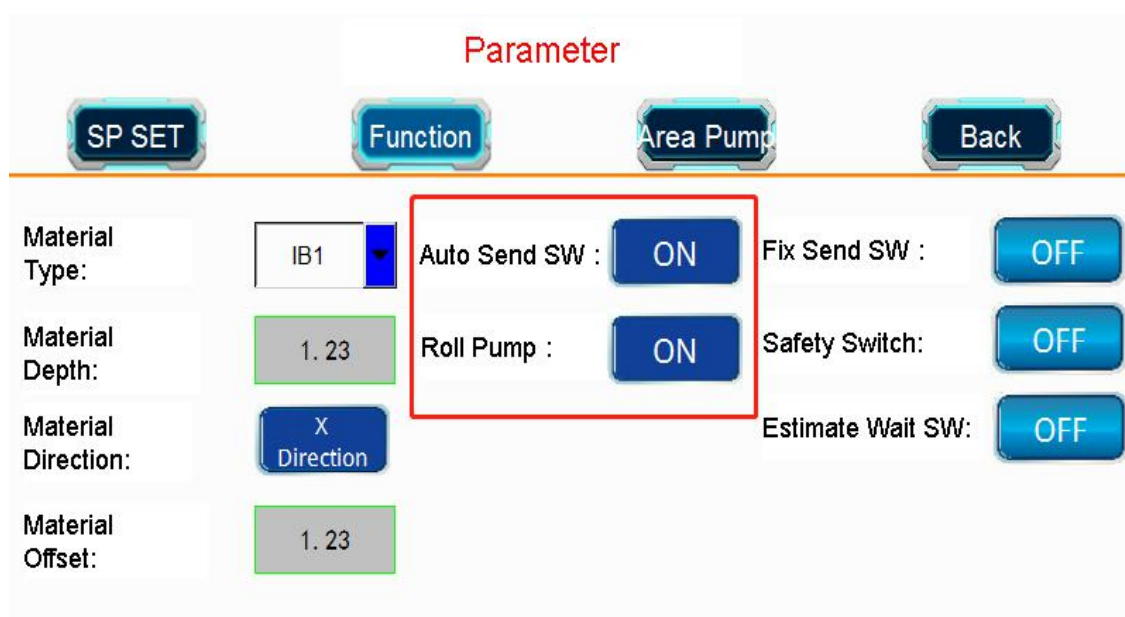 Parameter
SP SET
Function
Area Pump
Back
Material
Type:
IB1
Auto Send SW :
ON
Fix Send SW :
OFF
Material
Depth:
1. 23
Roll Pump :
ON
Safety Switch:
OFF
Material
Direction:
X
Direction
Estimate Wait SW:
OFF
Material
Offset:
1. 23